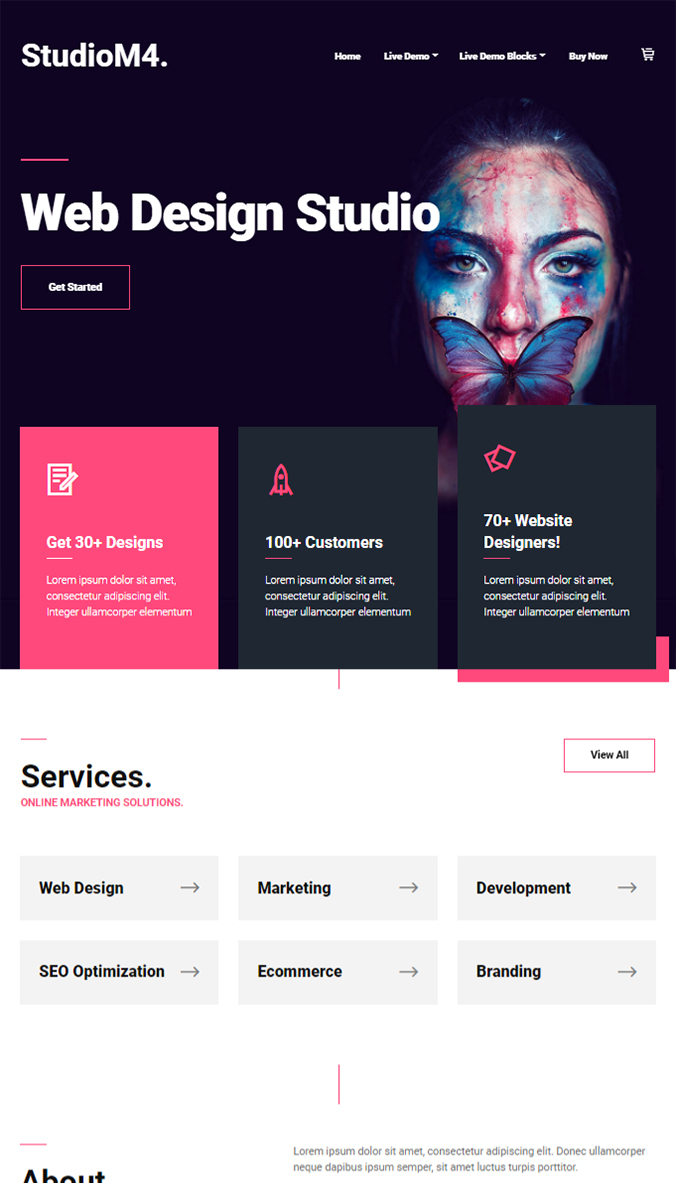 StudioM4.
Home
Live Demo
Live Demo Blocks
Buy Now
Web Design Studio
Get Started
Get 30+ Designs
Lorem ipsum dolor sit amet,
consectetur adipiscing elit.
Integer ullamcorper elementum
100+ Customers
Lorem ipsum dolor sit amet,
consectetur adipiscing elit.
Integer ullamcorper elementum
70+ Website
Designers!
Lorem ipsum dolor sit amet,
consectetur adipiscing elit.
Integer ullamcorper elementum
Services.
ONLINE MARKETING SOLUTIONS.
View All
Web Design
Marketing
Development
SEO Optimization
Ecommerce
Branding
About
Lorem ipsum dolor sit amet, consectetur adipiscing elit. Donec ullamcorper
neque dapibus ipsum semper, sit amet luctus turpis porttitor.